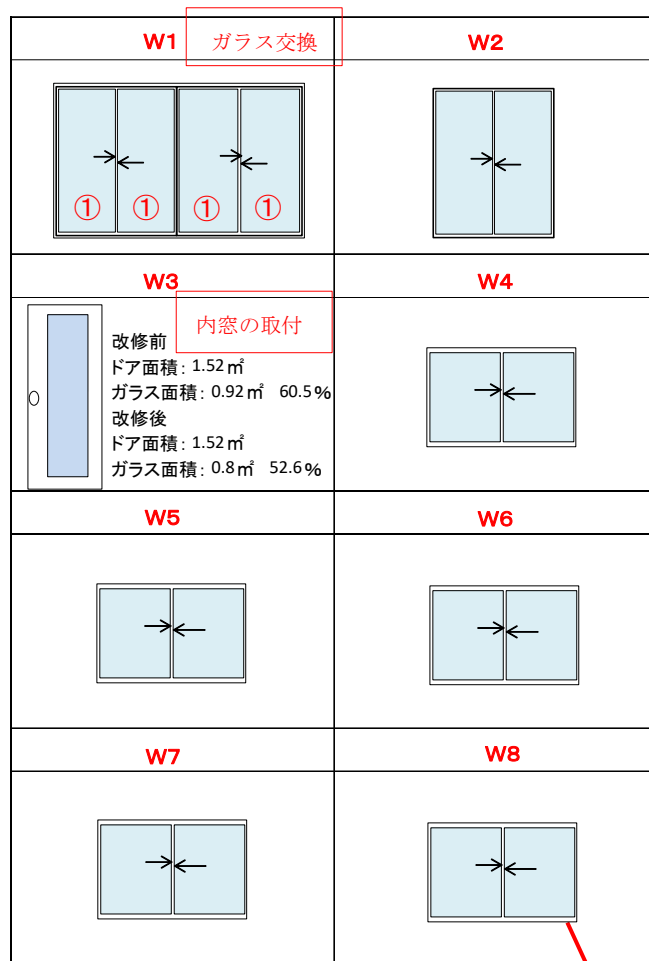 W1
ガラス交換
W2
①
①
①
①
W3
内窓の取付
改修前
ドア面積：1.52㎡
ガラス面積：0.92㎡ 60.5%
改修後
ドア面積：1.52㎡
ガラス面積：0.8㎡ 52.6%
W4
W5
W6
W7
W8